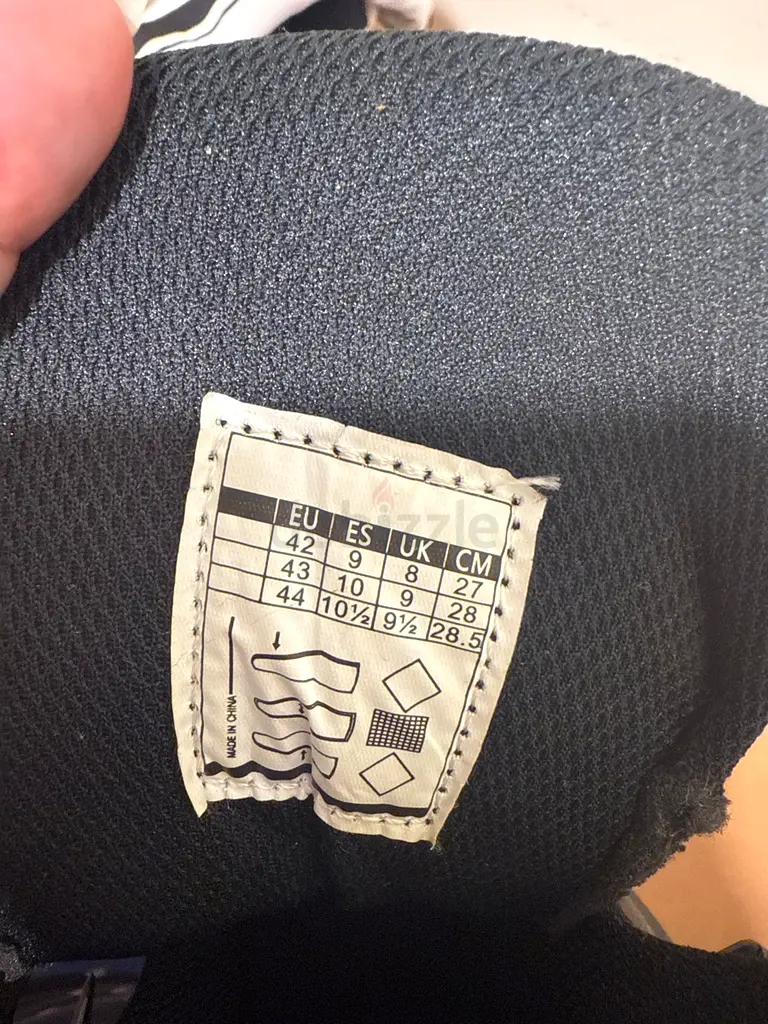 EU ES UK CM
42 9 8 27
43 10 9 28
44 10½ 9½ 28.5
MADE IN CHINA
bizzle